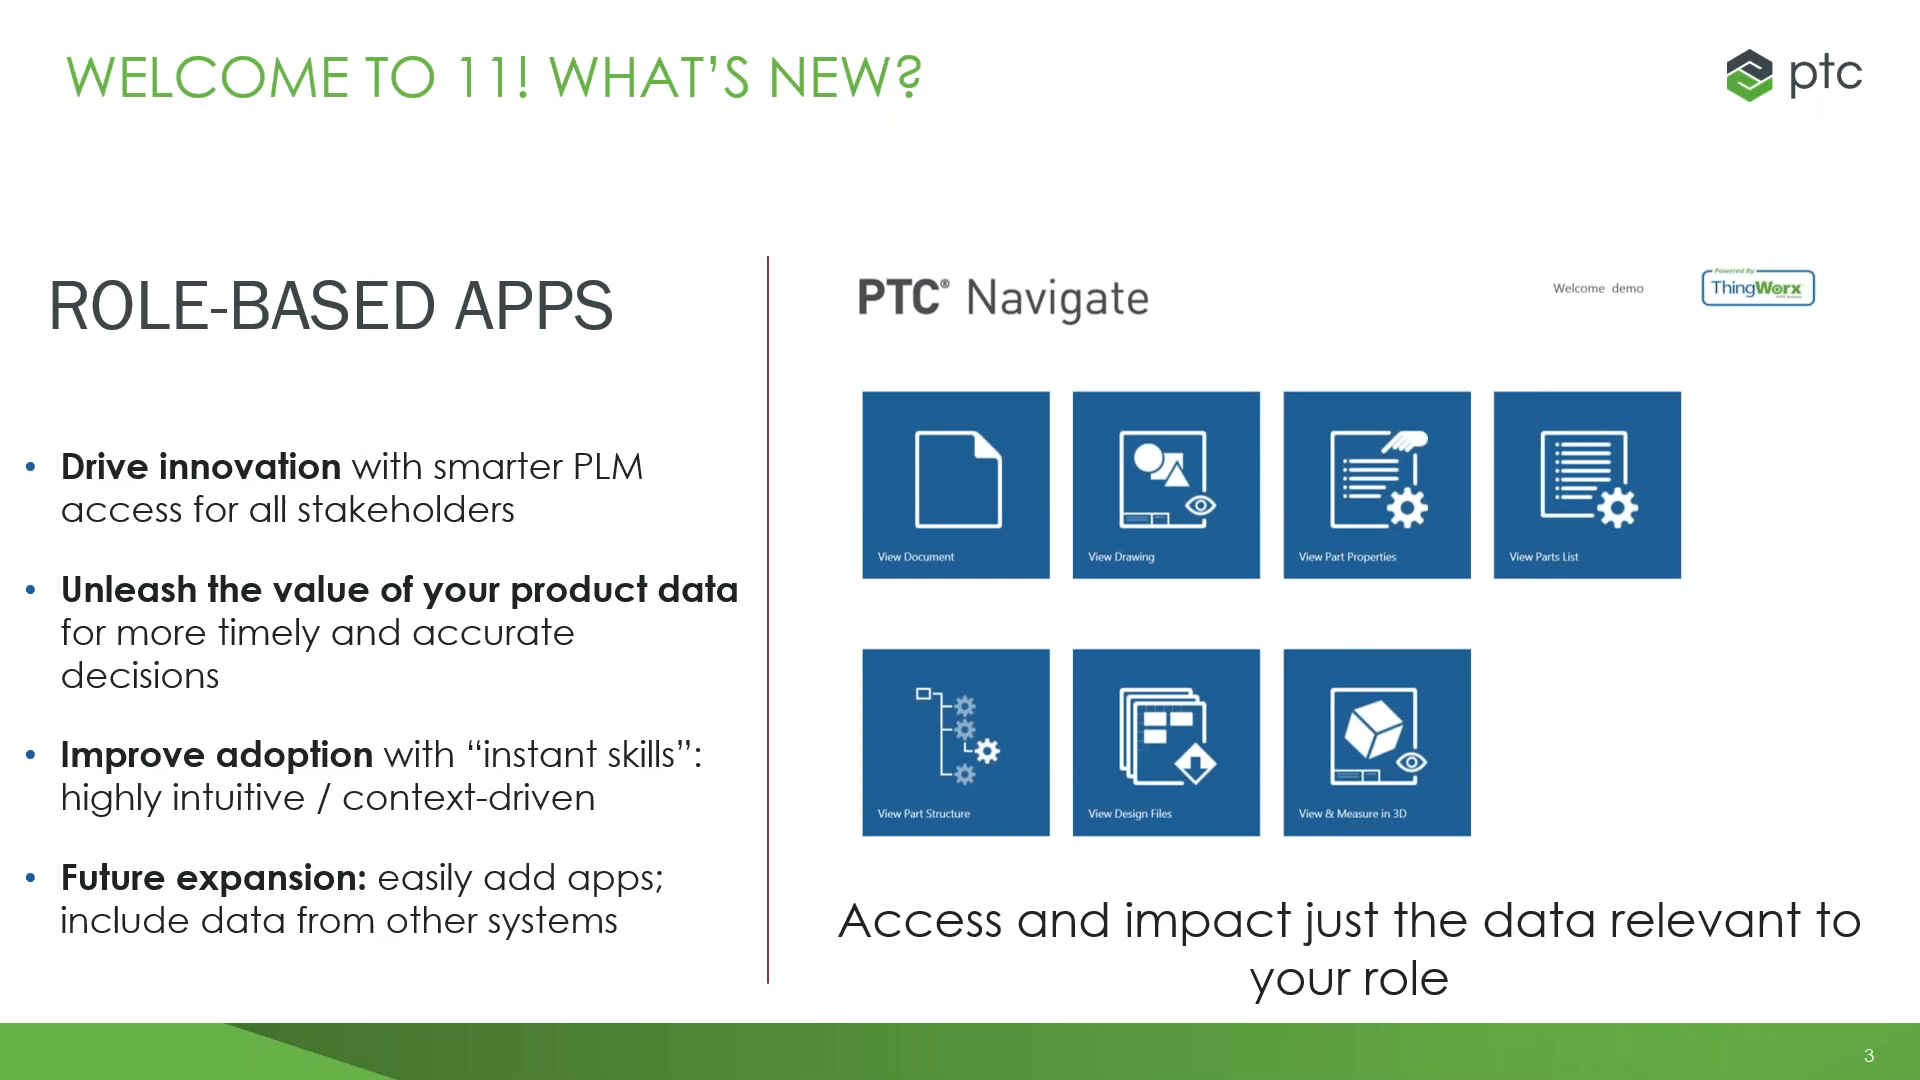 WELCOME TO 11! WHAT’S NEW?
ptc
ROLE-BASED APPS
• Drive innovation with smarter PLM
access for all stakeholders
• Unleash the value of your product data
for more timely and accurate
decisions
• Improve adoption with “instant skills”:
highly intuitive / context-driven
• Future expansion: easily add apps;
include data from other systems
PTC® Navigate
Welcome demo
Powered By
ThingWorx
View Document
View Drawing
View Part Properties
View Parts List
View Part Structure
View Design Files
View & Measure in 3D
Access and impact just the data relevant to
your role
3